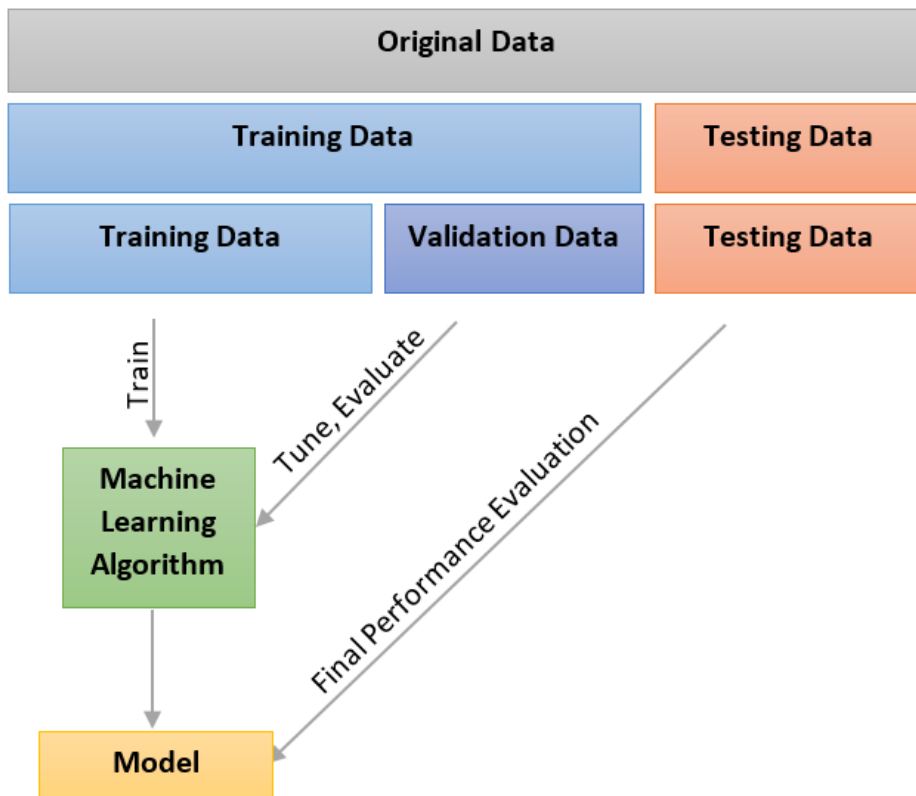 Original Data
Training Data
Testing Data
Training Data
Validation Data
Testing Data
Train
Tune, Evaluate
Final Performance Evaluation
Machine
Learning
Algorithm
Model